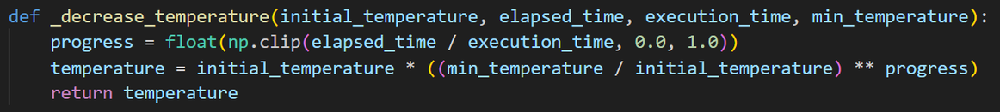 def _decrease_temperature(initial_temperature, elapsed_time, execution_time, min_temperature):
    progress = float(np.clip(elapsed_time / execution_time, 0.0, 1.0))
    temperature = initial_temperature * ((min_temperature / initial_temperature) ** progress)
    return temperature